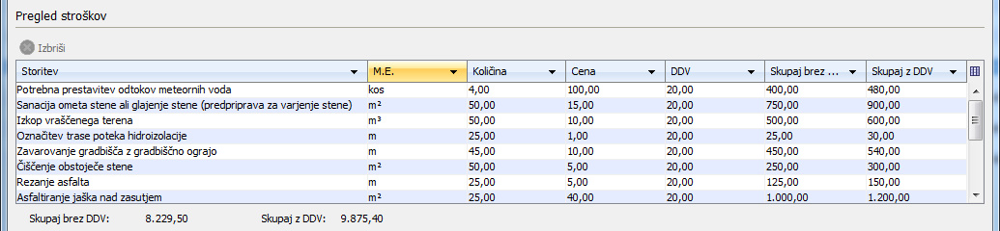 Pregled stroškov
Izbriši
Storitev M.E. Količina Cena DDV Skupaj brez ... Skupaj z DDV
Potrebna prestavitev odtokov meteornih voda kos 4,00 100,00 20,00 400,00 480,00
Sanacija ometa stene ali glajenje stene (predpriprava za varjenje stene) m² 50,00 15,00 20,00 750,00 900,00
Izkop vraščenega terena m³ 50,00 10,00 20,00 500,00 600,00
Označitev trase poteka hidroizolacije m 25,00 1,00 20,00 25,00 30,00
Zavarovanje gradbišča z gradbiščno ograjo m 45,00 10,00 20,00 450,00 540,00
Čiščenje obstoječe stene m² 50,00 5,00 20,00 250,00 300,00
Rezanje asfalta m 25,00 5,00 20,00 125,00 150,00
Asfaltiranje jaška nad zasutjem m² 25,00 40,00 20,00 1.000,00 1.200,00
Skupaj brez DDV: 8.229,50 Skupaj z DDV: 9.875,40